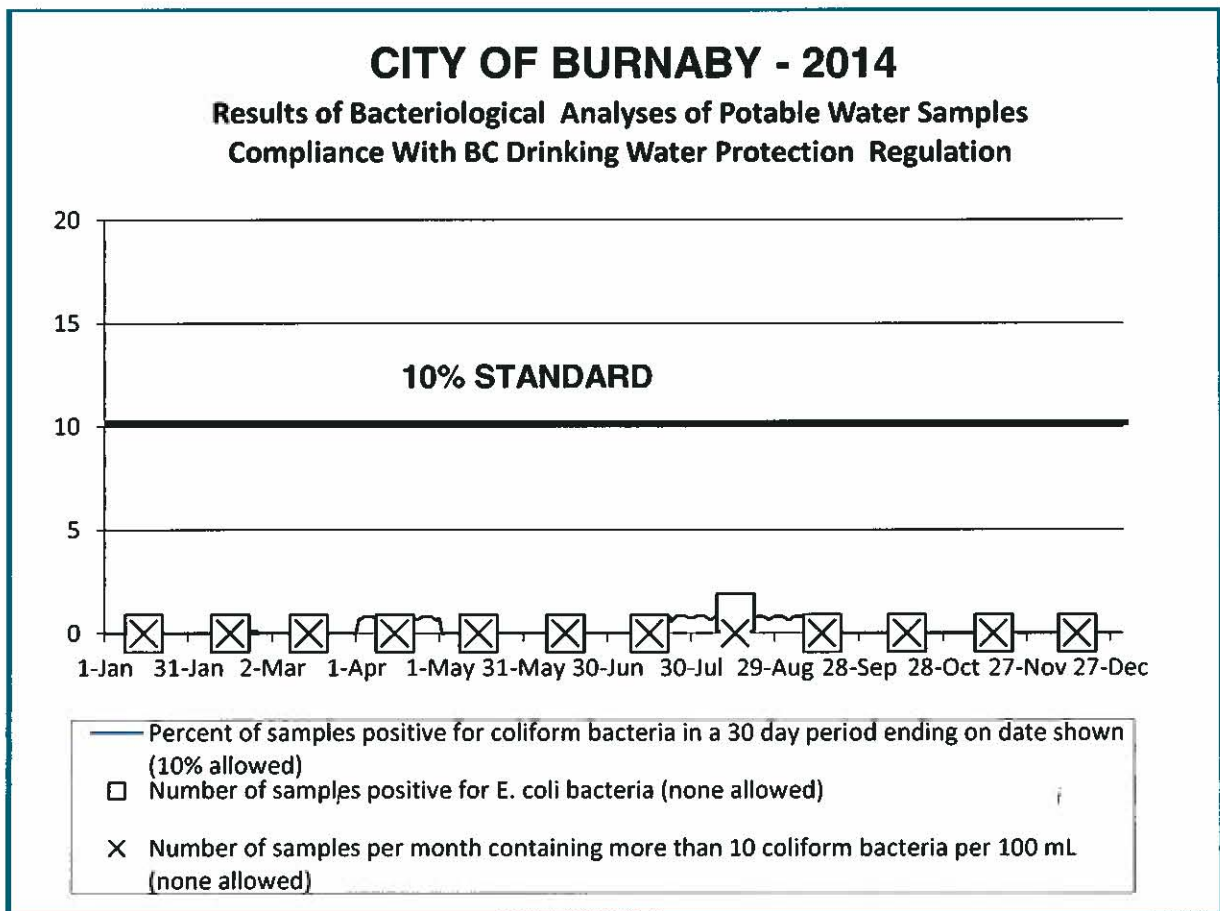 CITY OF BURNABY - 2014
Results of Bacteriological Analyses of Potable Water Samples
Compliance With BC Drinking Water Protection Regulation
20
15
10% STANDARD
10
5
0
1-Jan 31-Jan 2-Mar 1-Apr 1-May 31-May 30-Jun 30-Jul 29-Aug 28-Sep 28-Oct 27-Nov 27-Dec
Percent of samples positive for coliform bacteria in a 30 day period ending on date shown
(10% allowed)
Number of samples positive for E. coli bacteria (none allowed)
Number of samples per month containing more than 10 coliform bacteria per 100 mL
(none allowed)